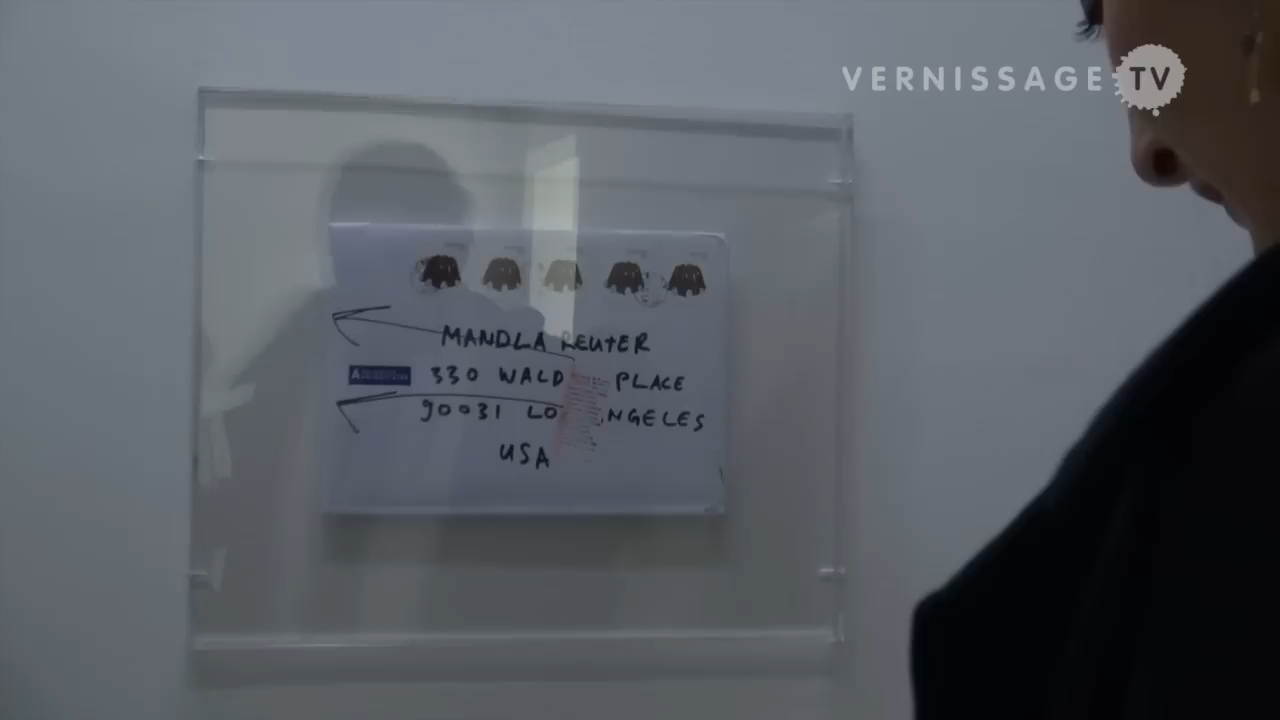 VERNISSAGE TV
MANDLA REUTER
330 WALD PLACE
90031 LO NGELES
USA